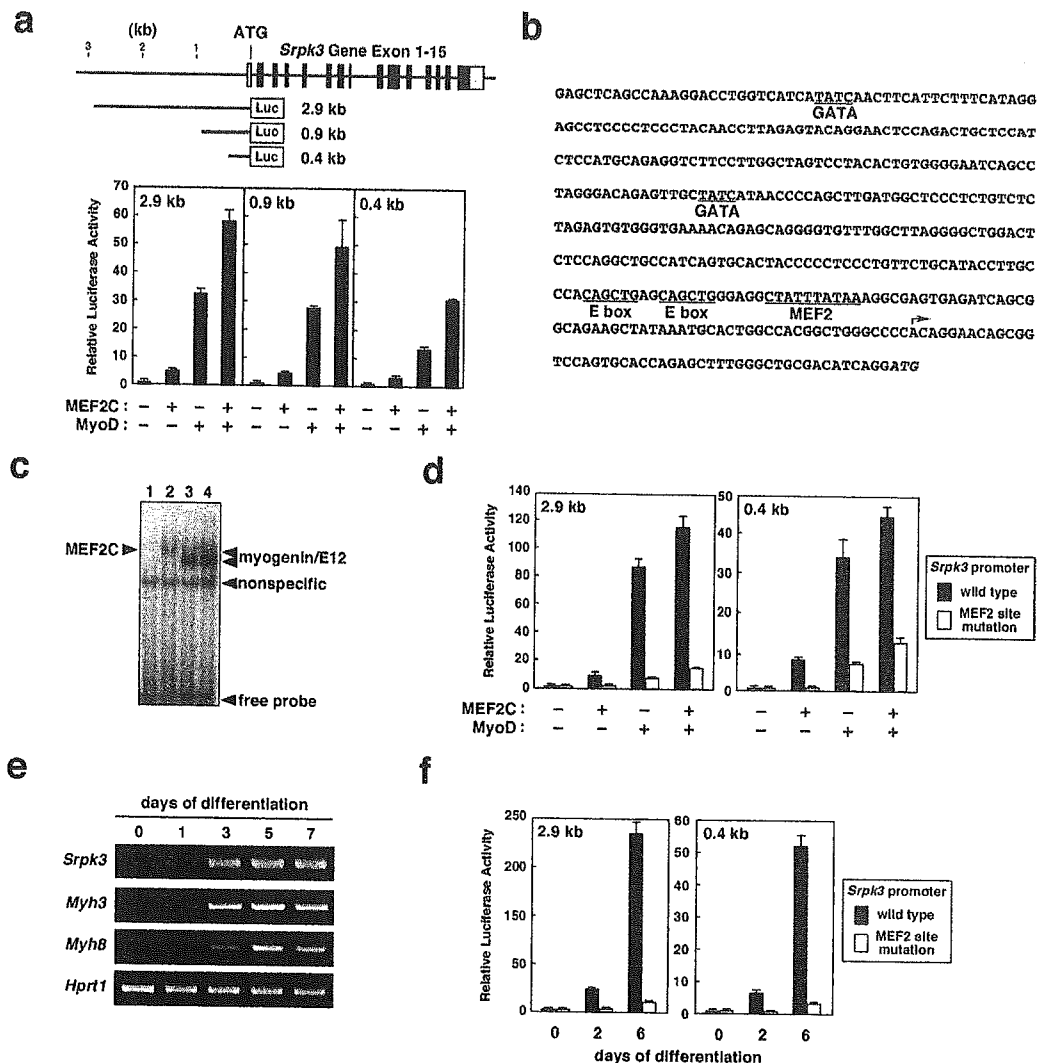 a
(kb)
3 2 1
ATG
Srpk3 Gene Exon 1-15
Luc 2.9 kb
Luc 0.9 kb
Luc 0.4 kb
Relative Luciferase Activity
70
60
50
40
30
20
10
0
2.9 kb 0.9 kb 0.4 kb
MEF2C : – + – + – + – + – + – +
MyoD : – – + + – – + + – – + +
b
GAGCTCAGCCAAAGGACCTGGTCATCATATCAACTTCATTCTTTCATAGG
GATA
AGCCTCCCCTCCCTACAACCTTAGAGTACAGGAACTCCAGACTGCTCCAT
CTCCATGCAGAGGTCTTCCTTGGCTAGTCCTACACTGTGGGGAATCAGCC
TAGGGACAGAGTTGCTATCATAACCCCAGCTTGATGGCTCCCTCTGTCTC
GATA
TAGAGTGTGGGTGAAAACAGAGCAGGGGTGTTTGGCTTAGGGGCTGGACT
CTCCAGGCTGCCATCAGTGCACTACCCCCTCCCTGTTCTGCATACCTTGC
CCACAGCTGAGCAGCTGGGAGGCTATTTATAAAGGCGAGTGAGATCAGCG
E box E box MEF2
GCAGAAGCTATAAATGCACTGGCCACGGCTGGGCCCCACAGGAACAGCGG
TCCAGTGCACCAGAGCTTTGGGCTGCGACATCAGGATG
c
1 2 3 4
MEF2C
myogenin/E12
nonspecific
free probe
d
Relative Luciferase Activity
140
120
100
80
60
40
20
0
2.9 kb
50
40
30
20
10
0
0.4 kb
Srpk3 promoter
wild type
MEF2 site
mutation
MEF2C : – + – + – + – +
MyoD : – – + + – – + +
e
days of differentiation
0 1 3 5 7
Srpk3
Myh3
Myh8
Hprt1
f
Relative Luciferase Activity
250
200
150
100
50
0
2.9 kb
60
50
40
30
20
10
0
0.4 kb
Srpk3 promoter
wild type
MEF2 site
mutation
0 2 6 0 2 6
days of differentiation